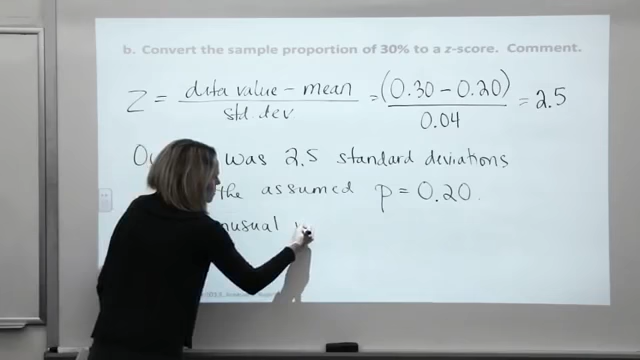 b. Convert the sample proportion of 30% to a z-score. Comment.
Z = data value - mean / std. dev = (0.30 - 0.20) / 0.04 = 2.5
was 2.5 standard deviations
the assumed p = 0.20.